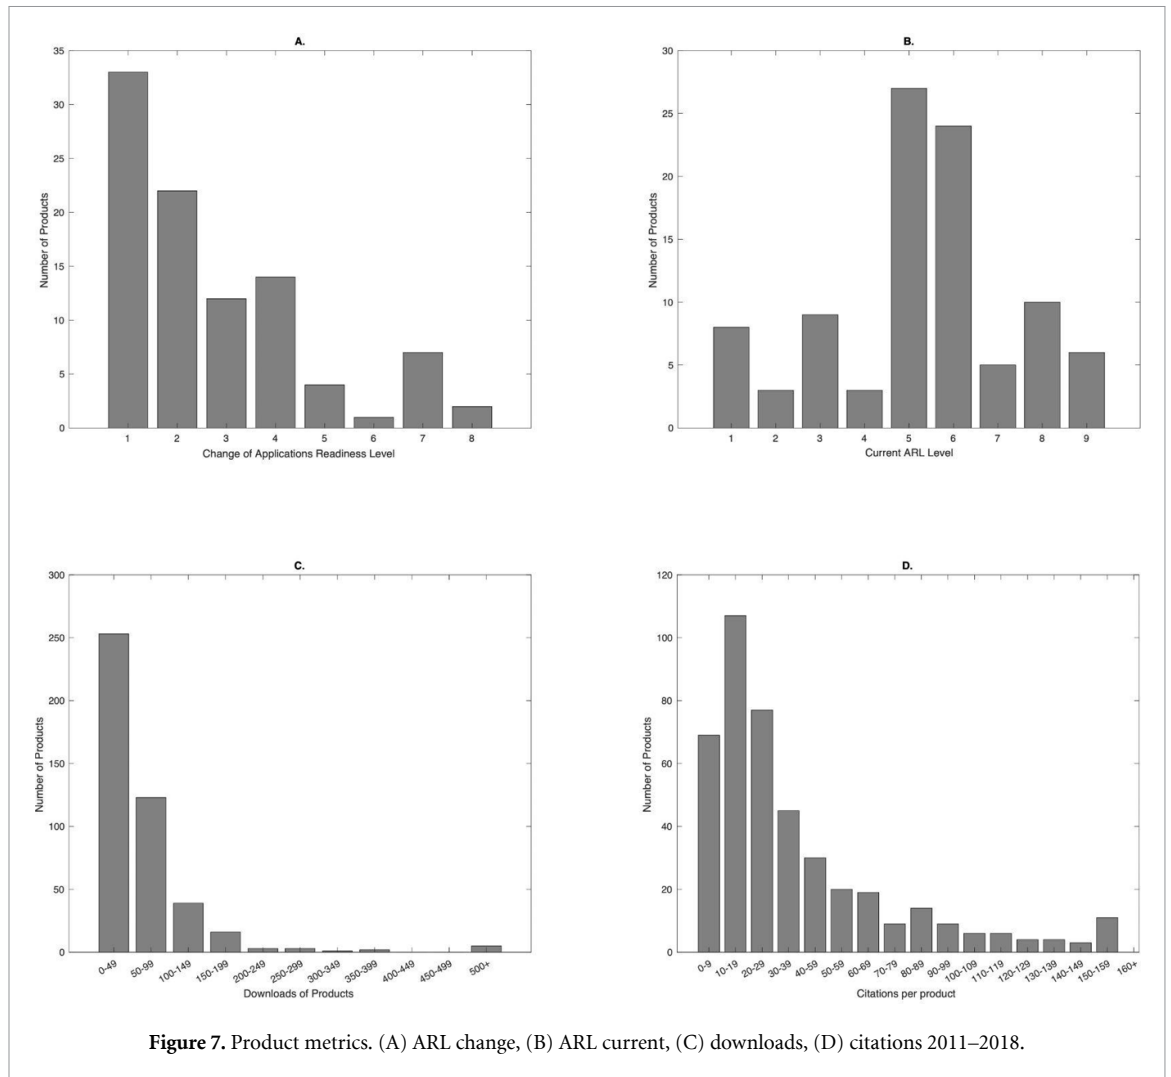 A.
35
30
25
20
15
10
5
0
Number of Products
1 2 3 4 5 6 7 8
Change of Applications Readiness Level
B.
30
25
20
15
10
5
0
Number of Products
1 2 3 4 5 6 7 8 9
Current ARL Level
C.
300
250
200
150
100
50
0
Number of Products
0-49 50-99 100-149 150-199 200-249 250-299 300-349 350-399 400-449 450-499 500+
Downloads of Products
D.
120
100
80
60
40
20
0
Number of Products
0-9 10-19 20-29 30-39 40-59 50-59 60-69 70-79 80-89 90-99 100-109 110-119 120-129 130-139 140-149 150-159 160+
Citations per product
Figure 7. Product metrics. (A) ARL change, (B) ARL current, (C) downloads, (D) citations 2011–2018.